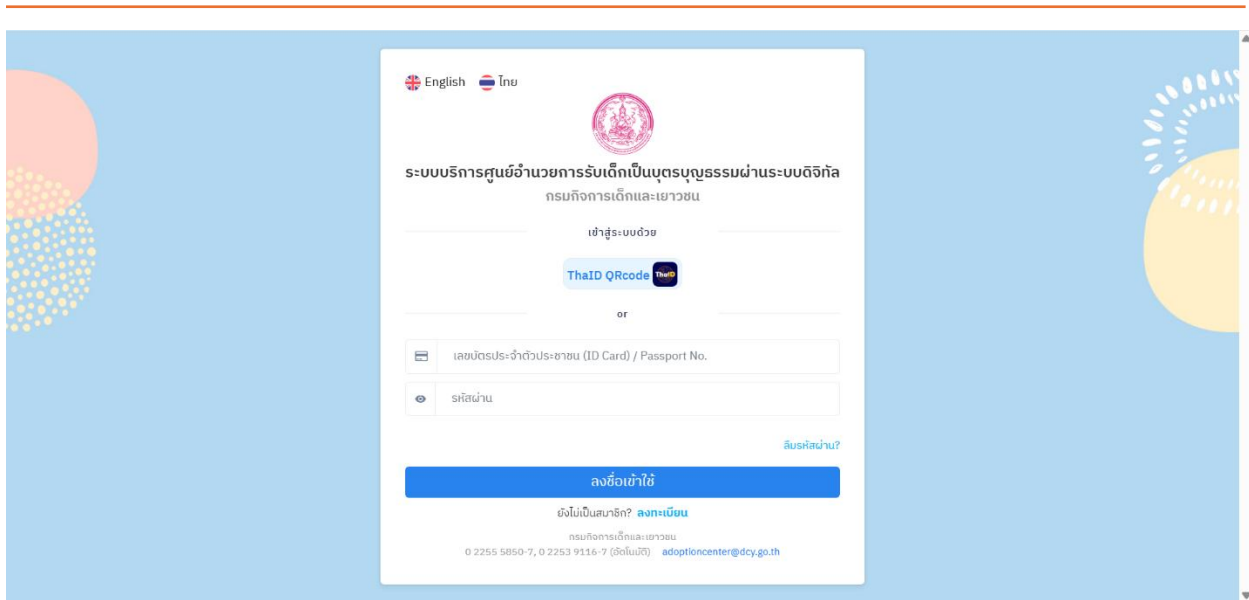 English ไทย
ระบบบริการศูนย์อำนวยการรับเด็กเป็นบุตรบุญธรรมผ่านระบบดิจิทัล
กรมกิจการเด็กและเยาวชน
เข้าสู่ระบบด้วย
ThaID QRcode ThaID
or
เลขบัตรประจำตัวประชาชน (ID Card) / Passport No.
รหัสผ่าน
ลืมรหัสผ่าน?
ลงชื่อเข้าใช้
ยังไม่เป็นสมาชิก? ลงทะเบียน
กรมกิจการเด็กและเยาวชน
0 2255 5850-7, 0 2253 9116-7 (อัตโนมัติ) adoptioncenter@dcy.go.th